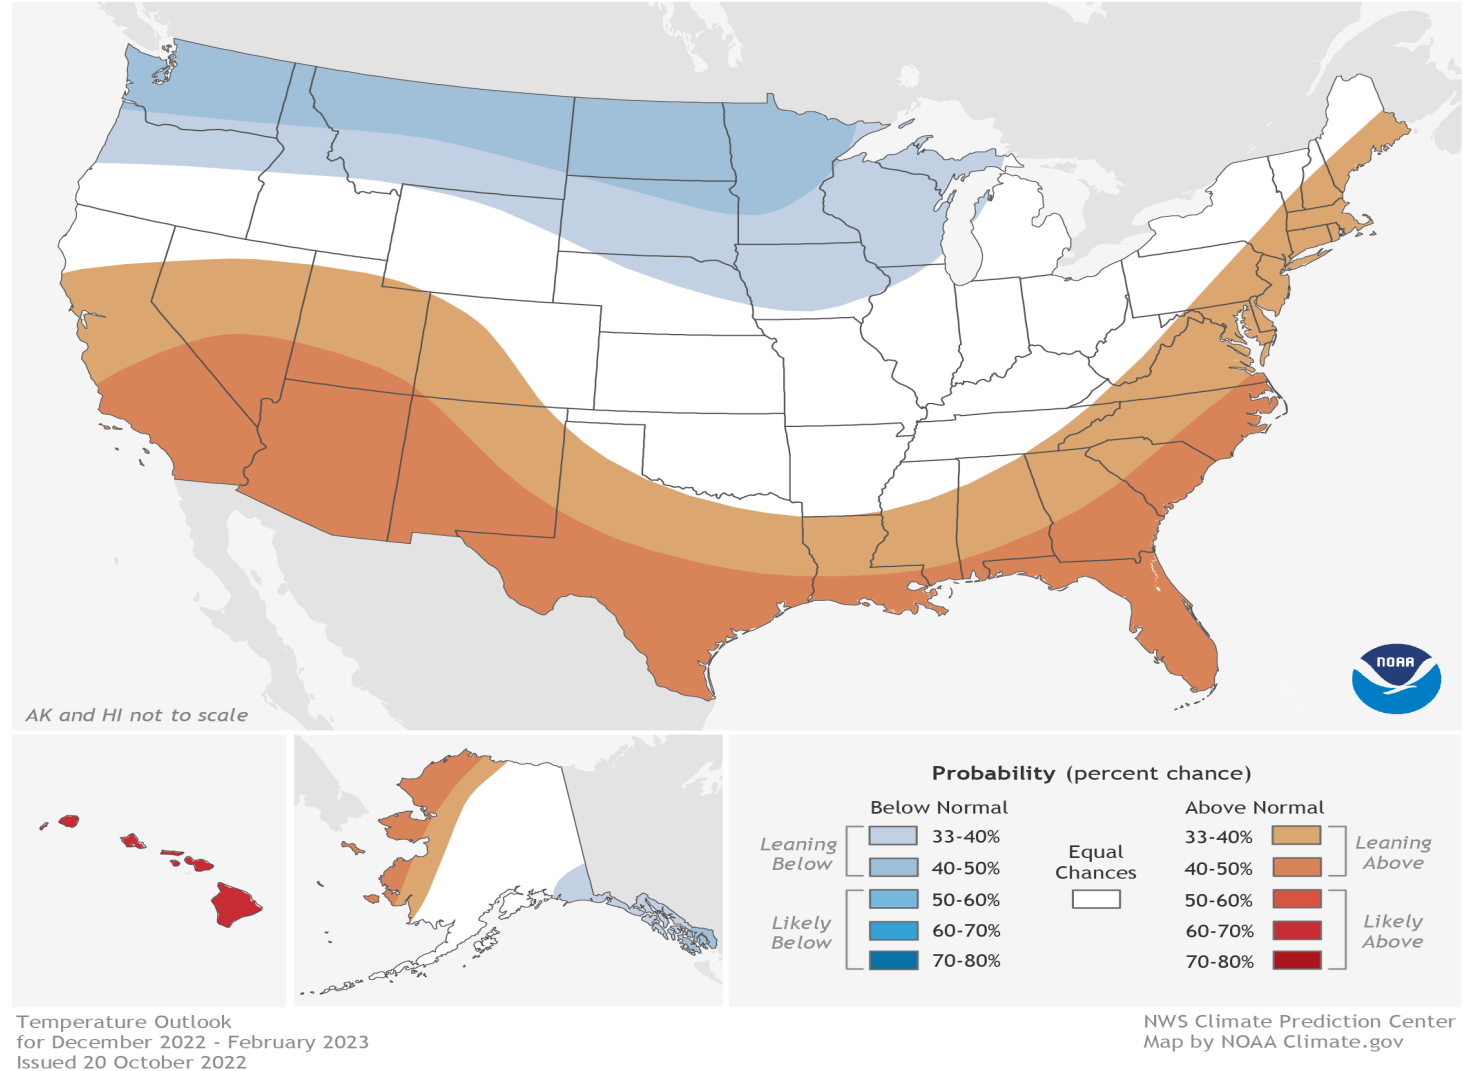 NOAA
AK and HI not to scale
Probability (percent chance)
Below Normal
Above Normal
Leaning
Below
33-40%
40-50%
Likely
Below
50-60%
60-70%
70-80%
Equal
Chances
33-40%
40-50%
Leaning
Above
50-60%
60-70%
70-80%
Likely
Above
Temperature Outlook
for December 2022 - February 2023
Issued 20 October 2022
NWS Climate Prediction Center
Map by NOAA Climate.gov